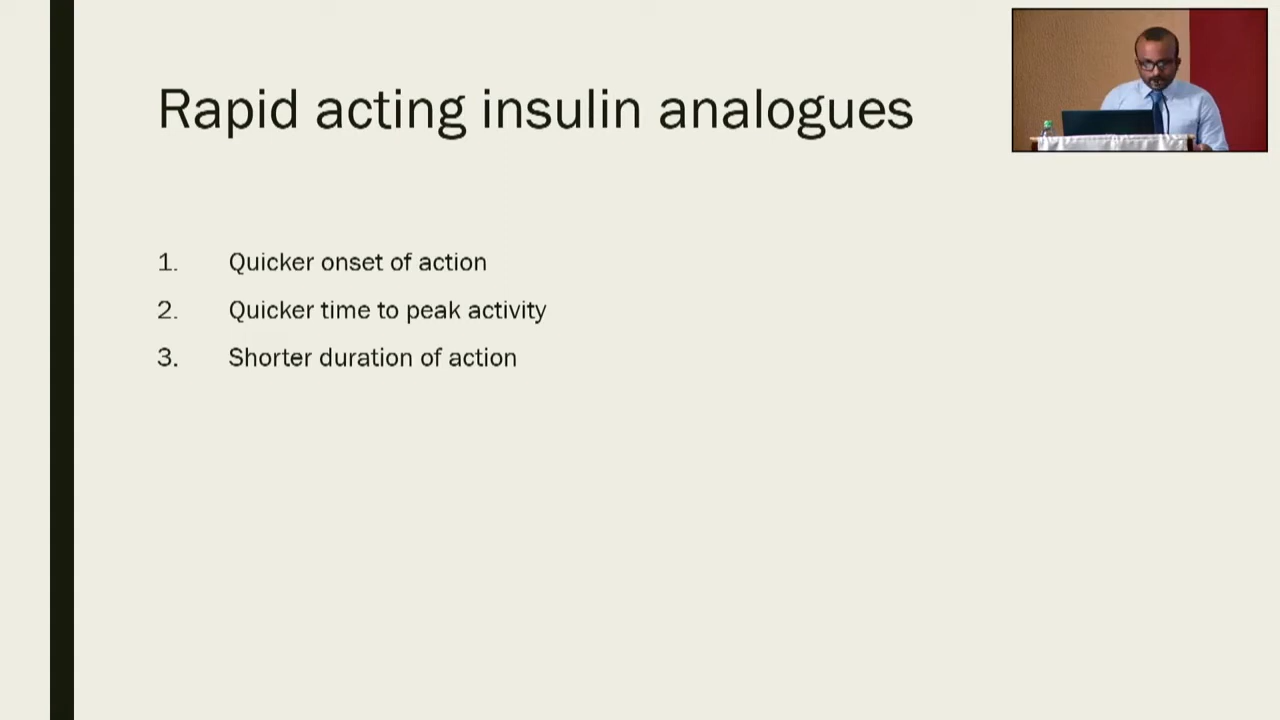 Rapid acting insulin analogues
1. Quicker onset of action
2. Quicker time to peak activity
3. Shorter duration of action